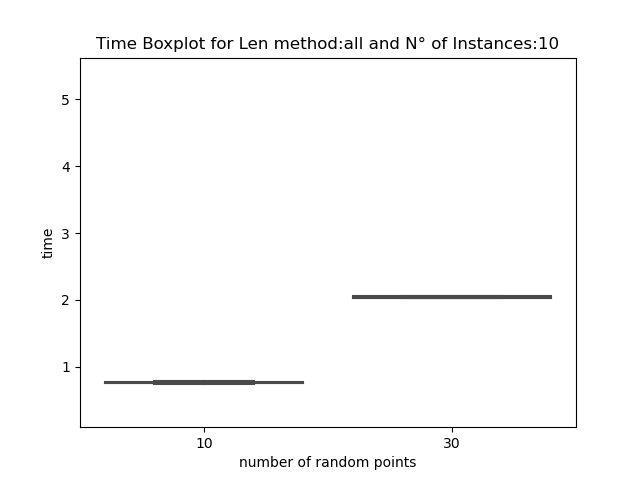 Time Boxplot for Len method:all and N° of Instances:10
5
4
3
2
1
time
10 30
number of random points